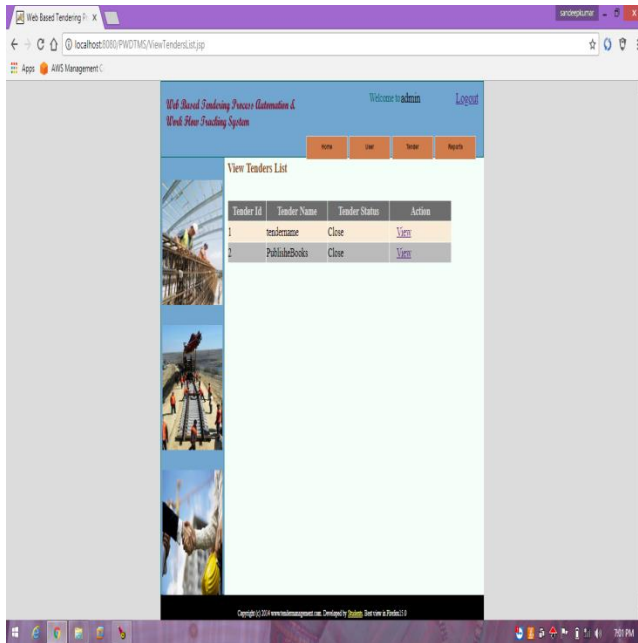 Web Based Tendering Pr X
sandeepkumar
localhost:8080/PWDTMS/ViewTendersList.jsp
Apps AWS Management C
Web Based Tendering Process Automation &
Work Flow Tracking System
Welcome to admin Logout
Home User Tender Reports
View Tenders List
Tender Id Tender Name Tender Status Action
1 tendername Close View
2 PublisheBooks Close View
Copyright (c) 2014 www.tendermanagement.com. Developed by Students. Best view in Firefox15.0
7:01 PM